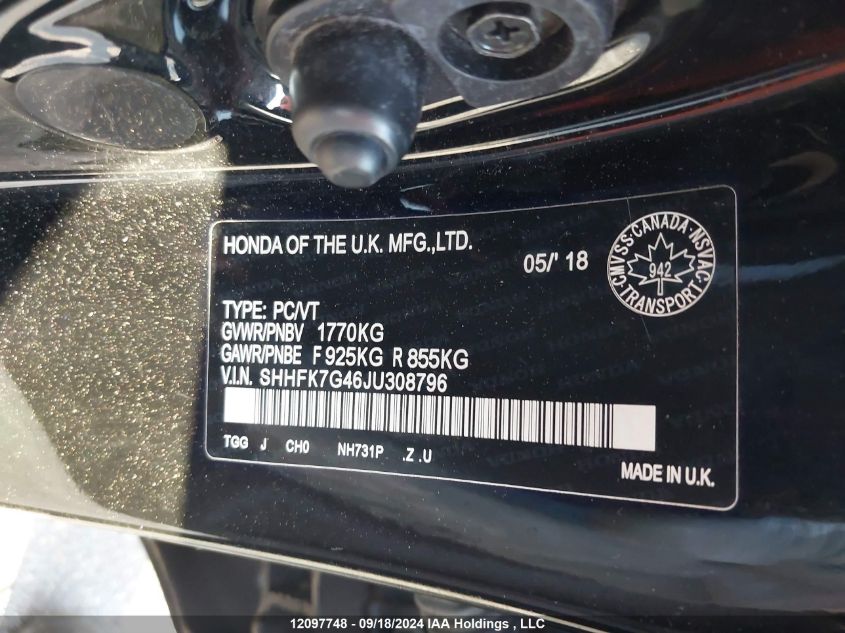 HONDA OF THE U.K. MFG.,LTD.
05/' 18
CMVSS·CANADA·NSVAC·TRANSPORT
942
TYPE: PC/VT
GVWR/PNBV 1770KG
GAWR/PNBE F 925KG R 855KG
V.I.N. SHHFK7G46JU308796
TGG J CH0 NH731P .Z .U
MADE IN U.K.
12097748 - 09/18/2024 IAA Holdings , LLC